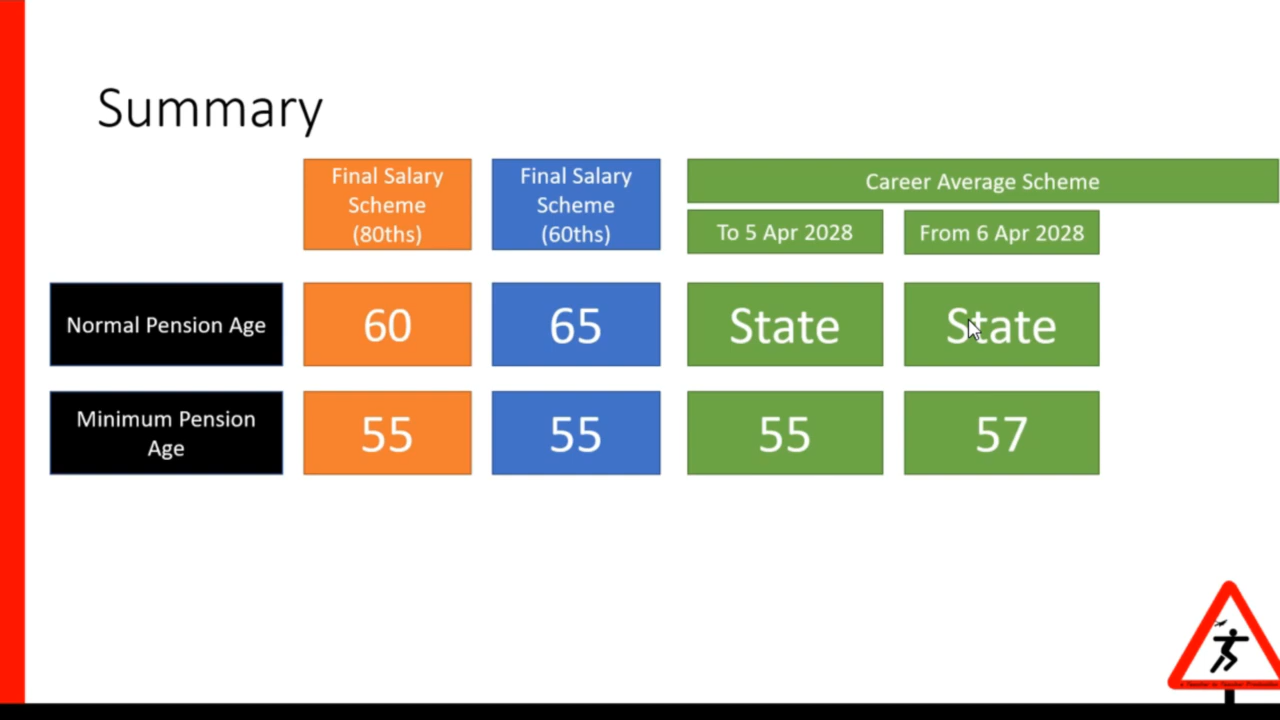 Summary
Final Salary
Scheme
(80ths)
Final Salary
Scheme
(60ths)
Career Average Scheme
To 5 Apr 2028
From 6 Apr 2028
Normal Pension Age
60
65
State
State
Minimum Pension
Age
55
55
55
57